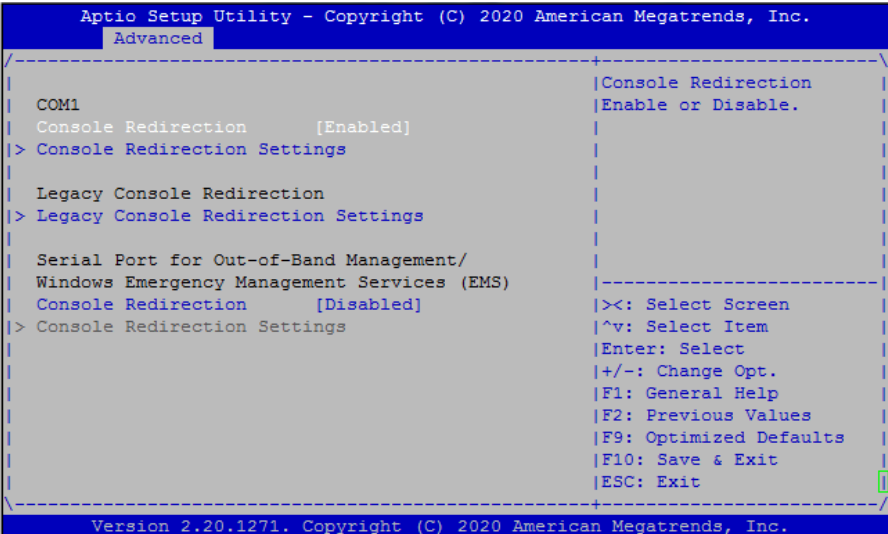 Aptio Setup Utility - Copyright (C) 2020 American Megatrends, Inc.
Advanced
/----------------------------------------------------+-------------------------\
|Console Redirection
COM1 |Enable or Disable.
Console Redirection [Enabled]
> Console Redirection Settings
Legacy Console Redirection
> Legacy Console Redirection Settings
Serial Port for Out-of-Band Management/
Windows Emergency Management Services (EMS) |-------------------------|
Console Redirection [Disabled] |><: Select Screen
> Console Redirection Settings |^v: Select Item
|Enter: Select
|+/-: Change Opt.
|F1: General Help
|F2: Previous Values
|F9: Optimized Defaults
|F10: Save & Exit
|ESC: Exit
\----------------------------------------------------+-------------------------/
Version 2.20.1271. Copyright (C) 2020 American Megatrends, Inc.